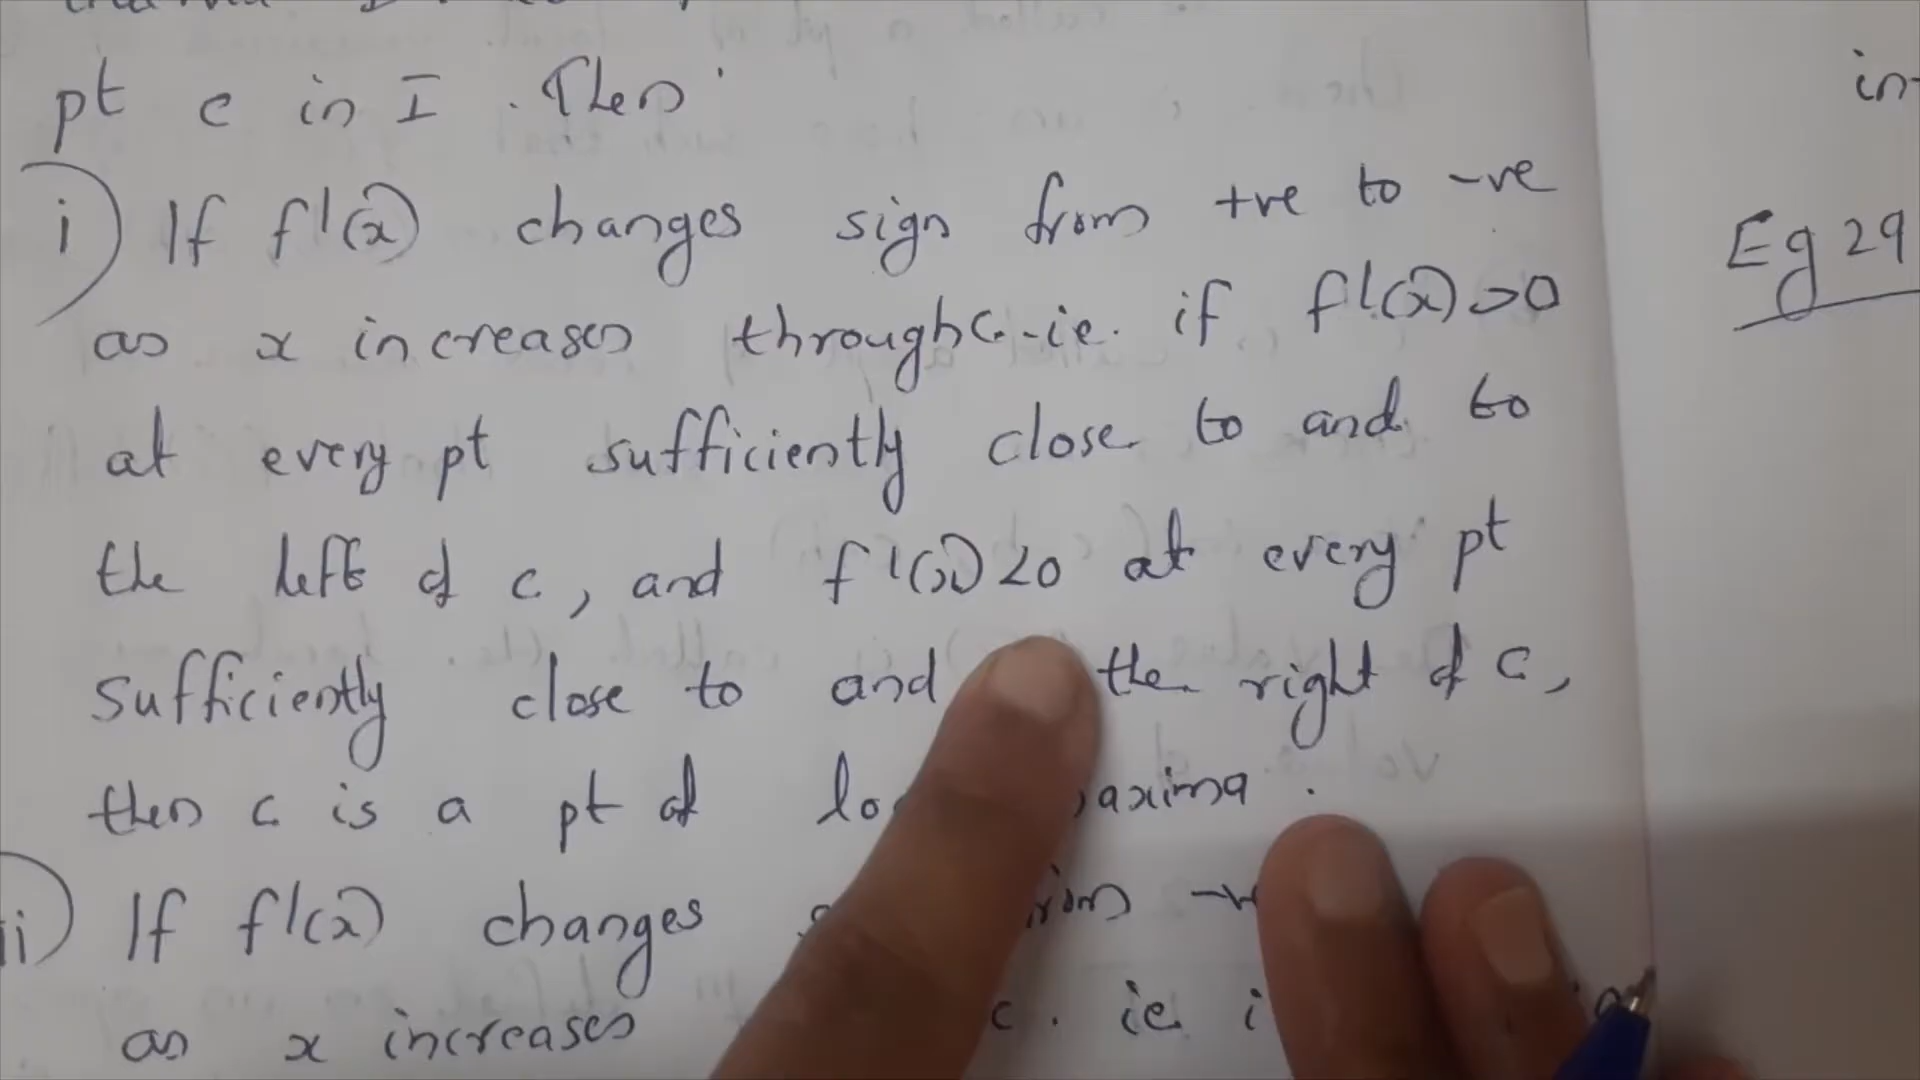 pt c in I. Then
i) If f'(x) changes sign from +ve to -ve
as x increases through c. ie. if f'(x) >0
at every pt sufficiently close to and to
the left of c, and f'(x) <0 at every pt
sufficiently close to and the right of c,
then c is a pt of maxima.
ii) If f'(x) changes
as x increases c. ie
Eg 29